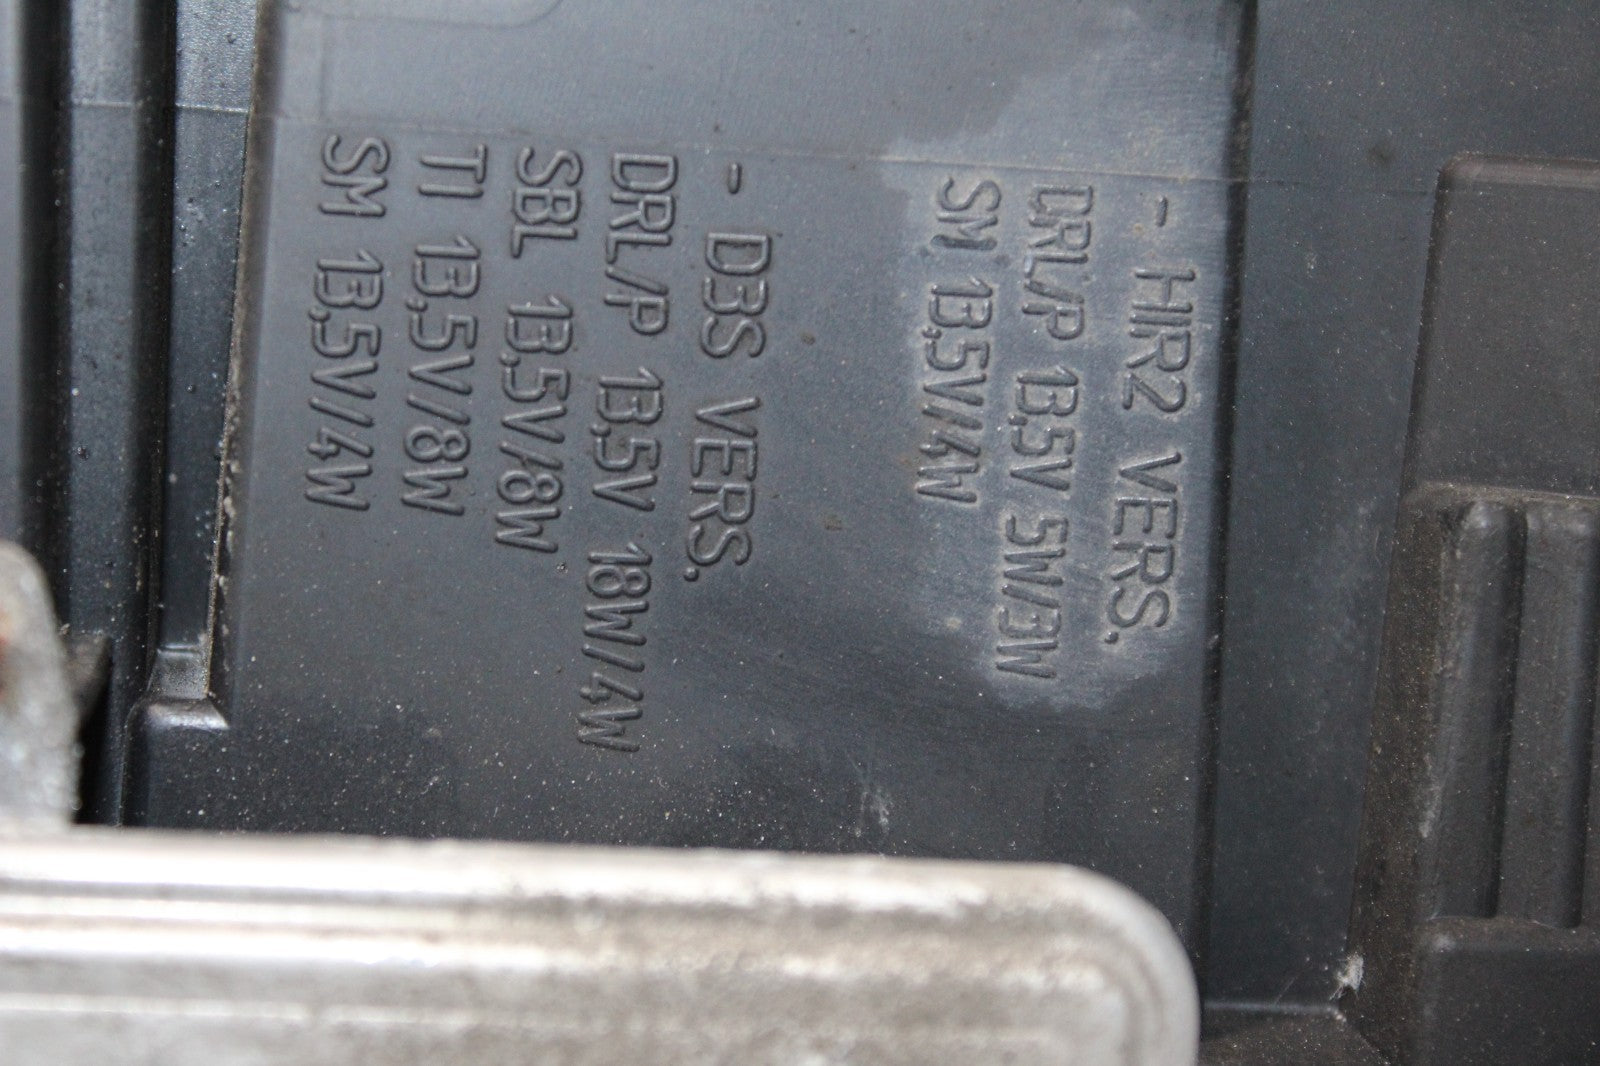 - HIR2 VERS.
DRL/P 13,5V 5W/3W
SM 13,5V/4W
- D3S VERS.
DRL/P 13,5V 18W/4W
SBL 13,5V/8W
TI 13,5V/8W
SM 13,5V/4W